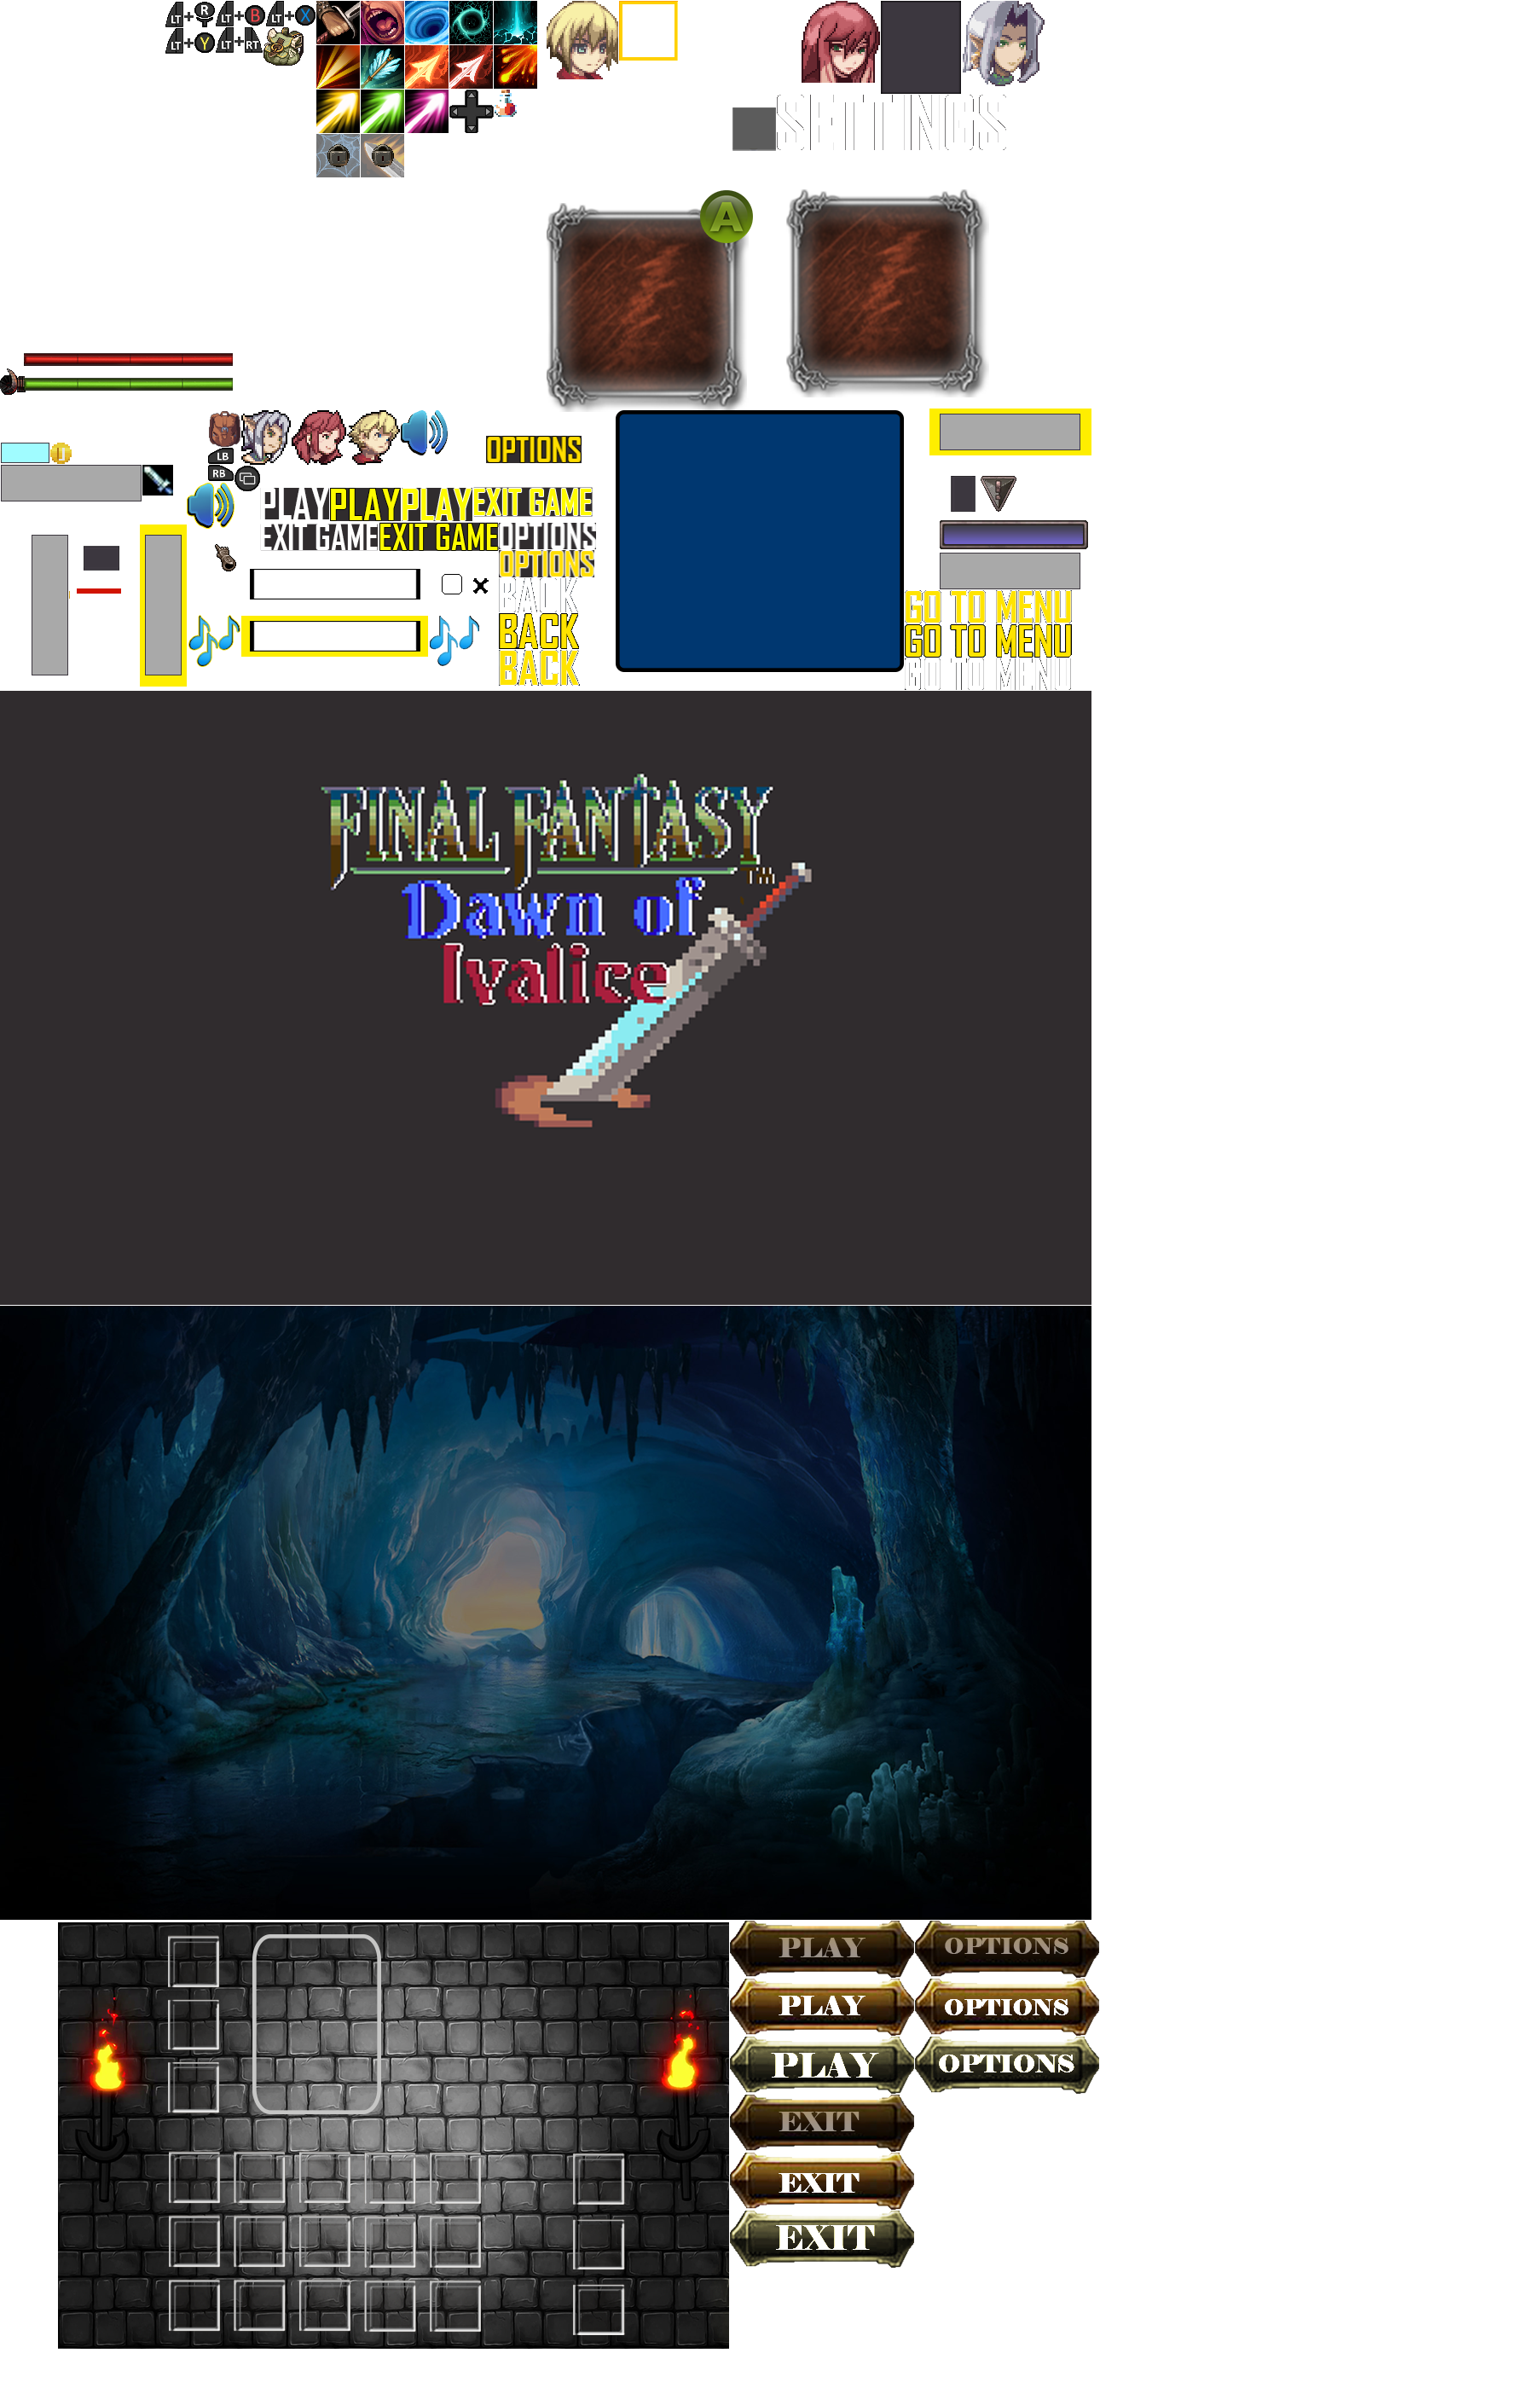 LT + R LT + B LT + X
LT + Y LT + RT
SETTINGS
A
OPTIONS
LB
RB
PLAY PLAY PLAY EXIT GAME
EXIT GAME EXIT GAME OPTIONS
OPTIONS
BACK
BACK
BACK
GO TO MENU
GO TO MENU
GO TO MENU
FINAL FANTASY
TM
Dawn of
Ivalice
PLAY OPTIONS
PLAY OPTIONS
PLAY OPTIONS
EXIT
EXIT
EXIT